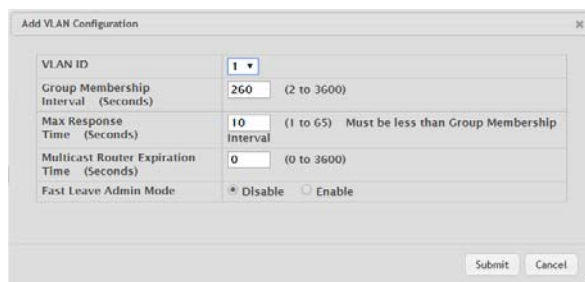 Add VLAN Configuration ×
VLAN ID 1
Group Membership 260 (2 to 3600)
Interval (Seconds)
Max Response 10 (1 to 65) Must be less than Group Membership
Time (Seconds) Interval
Multicast Router Expiration 0 (0 to 3600)
Time (Seconds)
Fast Leave Admin Mode Disable Enable
Submit Cancel